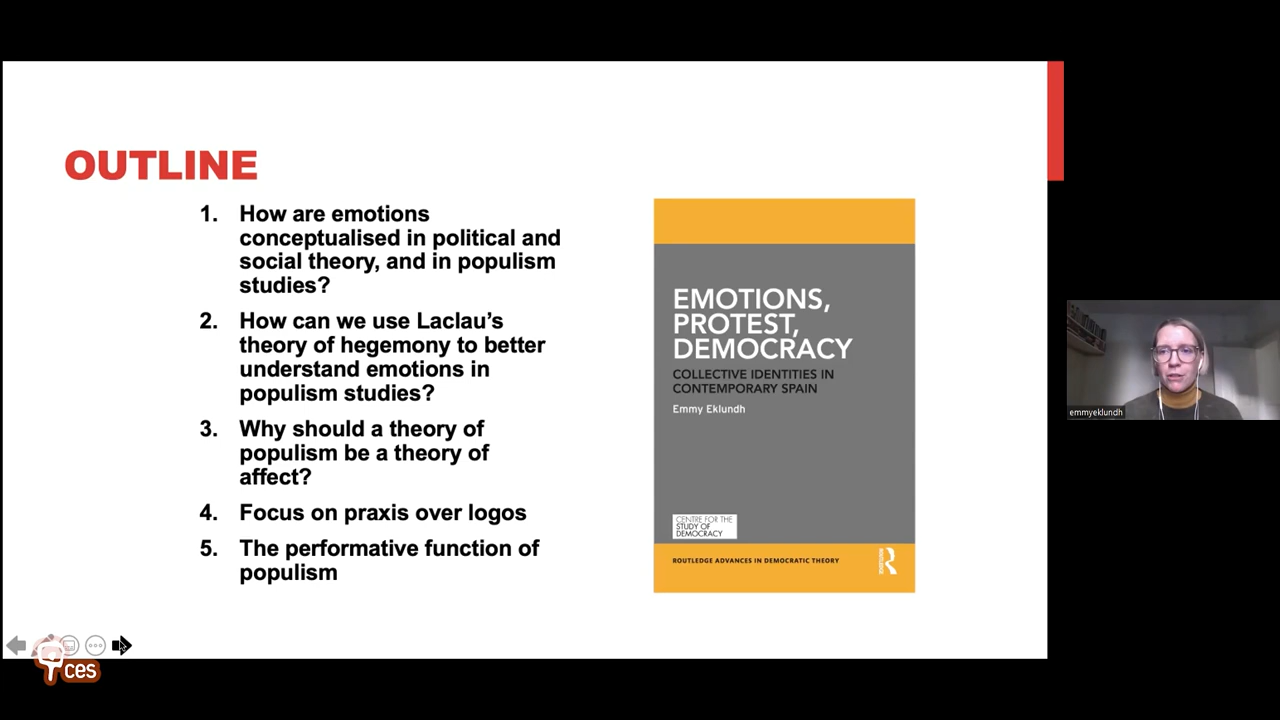 OUTLINE
1. How are emotions
conceptualised in political and
social theory, and in populism
studies?
2. How can we use Laclau's
theory of hegemony to better
understand emotions in
populism studies?
3. Why should a theory of
populism be a theory of
affect?
4. Focus on praxis over logos
5. The performative function of
populism
EMOTIONS,
PROTEST,
DEMOCRACY
COLLECTIVE IDENTITIES IN
CONTEMPORARY SPAIN
Emmy Eklundh
CENTRE FOR THE
STUDY OF
DEMOCRACY
ROUTLEDGE ADVANCES IN DEMOCRATIC THEORY
R
ROUTLEDGE
emmyeklundh
ces